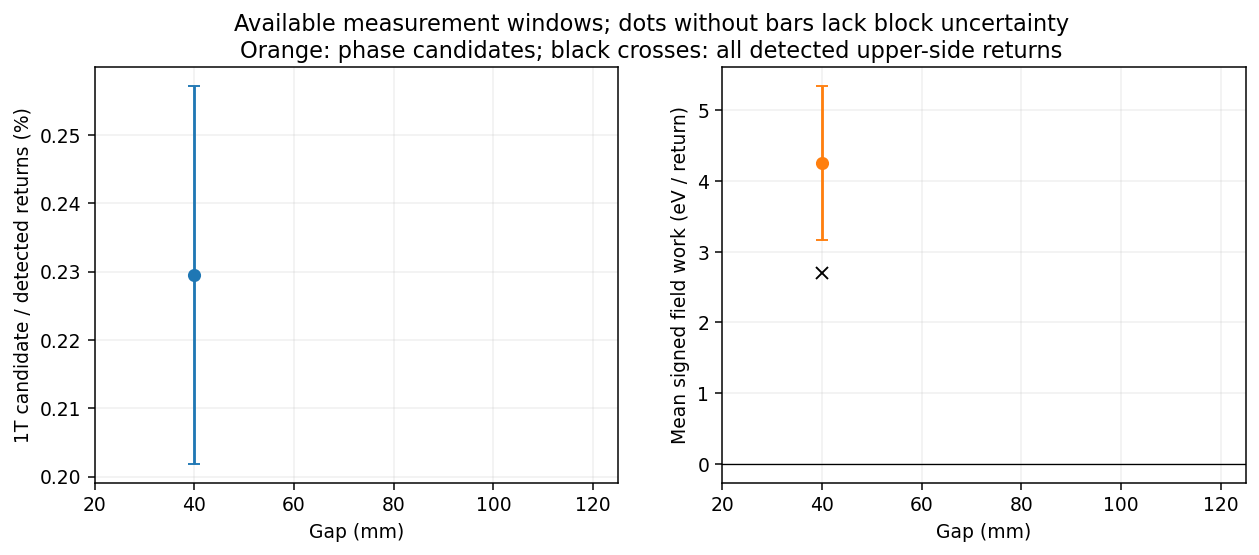 Available measurement windows; dots without bars lack block uncertainty
Orange: phase candidates; black crosses: all detected upper-side returns
1T candidate / detected returns (%)
0.25
0.24
0.23
0.22
0.21
0.20
20 40 60 80 100 120
Gap (mm)
Mean signed field work (eV / return)
5
4
3
2
1
0
20 40 60 80 100 120
Gap (mm)